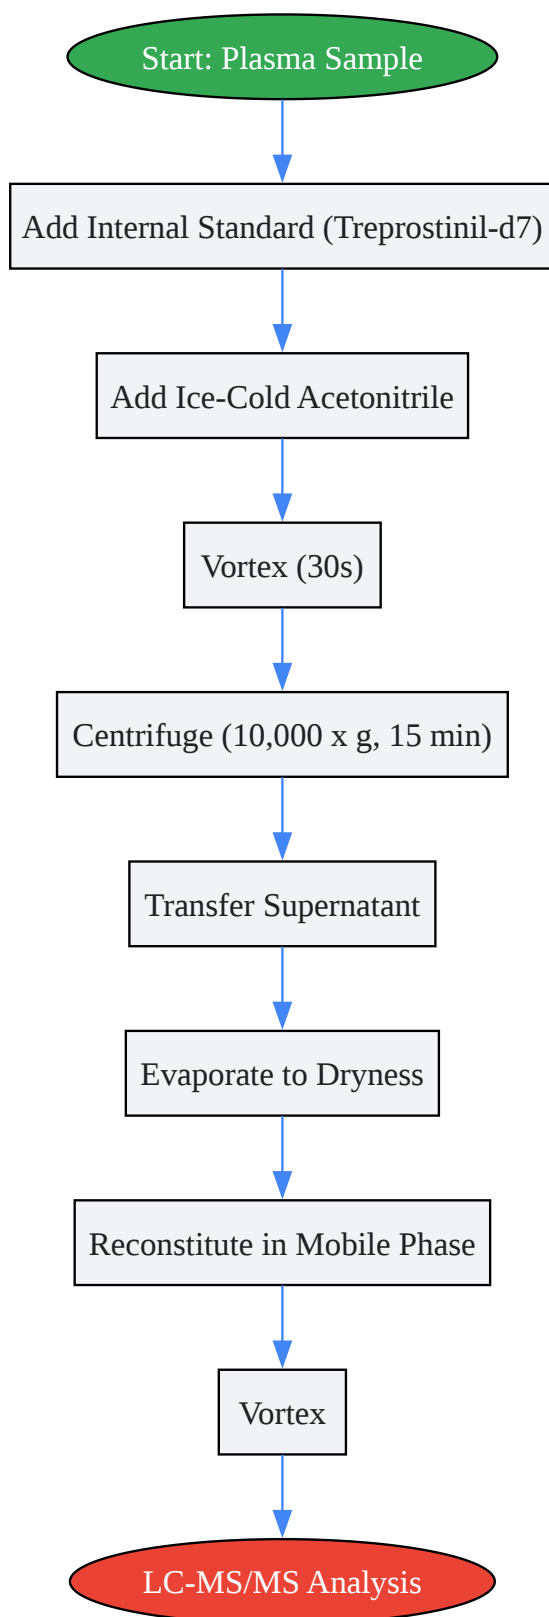 Start: Plasma Sample
Add Internal Standard (Treprostinil-d7)
Add Ice-Cold Acetonitrile
Vortex (30s)
Centrifuge (10,000 x g, 15 min)
Transfer Supernatant
Evaporate to Dryness
Reconstitute in Mobile Phase
Vortex
LC-MS/MS Analysis